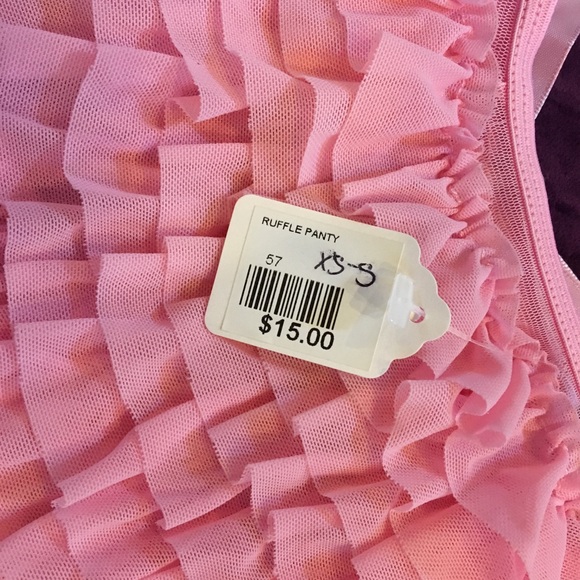 RUFFLE PANTY
57 XS-S
$15.00